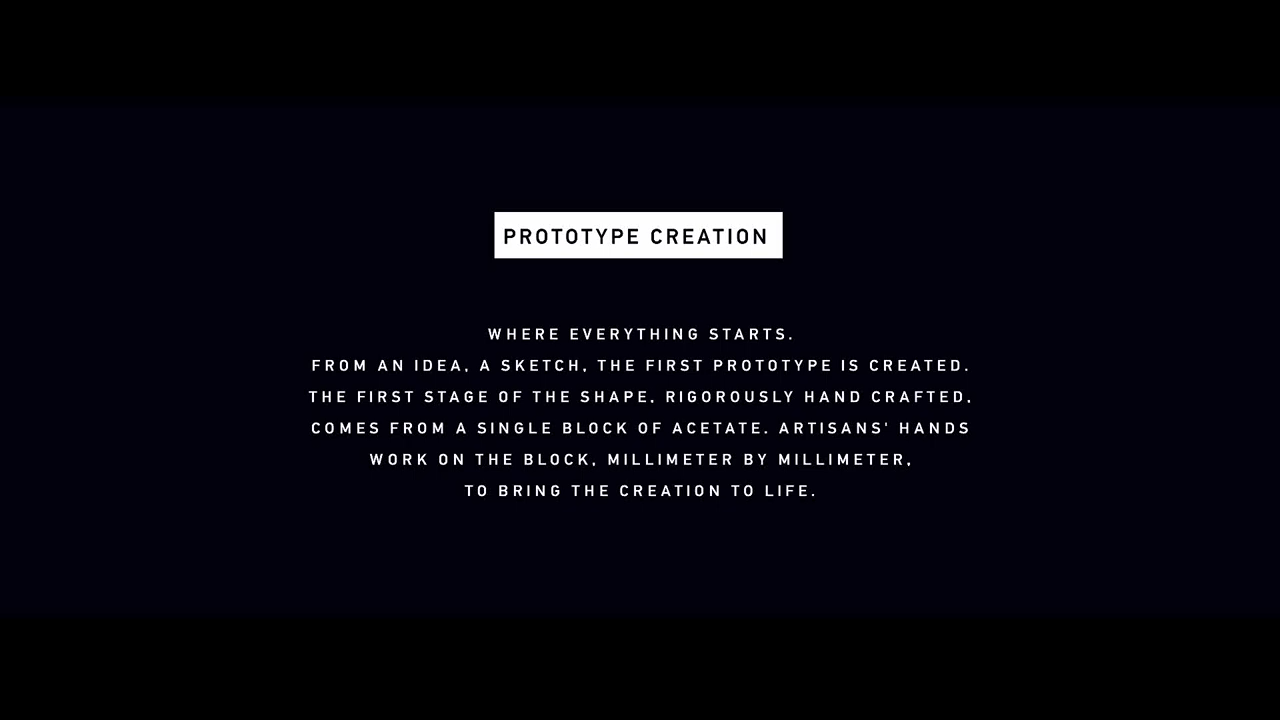 PROTOTYPE CREATION
WHERE EVERYTHING STARTS.
FROM AN IDEA, A SKETCH, THE FIRST PROTOTYPE IS CREATED.
THE FIRST STAGE OF THE SHAPE, RIGOROUSLY HAND CRAFTED,
COMES FROM A SINGLE BLOCK OF ACETATE. ARTISANS' HANDS
WORK ON THE BLOCK, MILLIMETER BY MILLIMETER,
TO BRING THE CREATION TO LIFE.